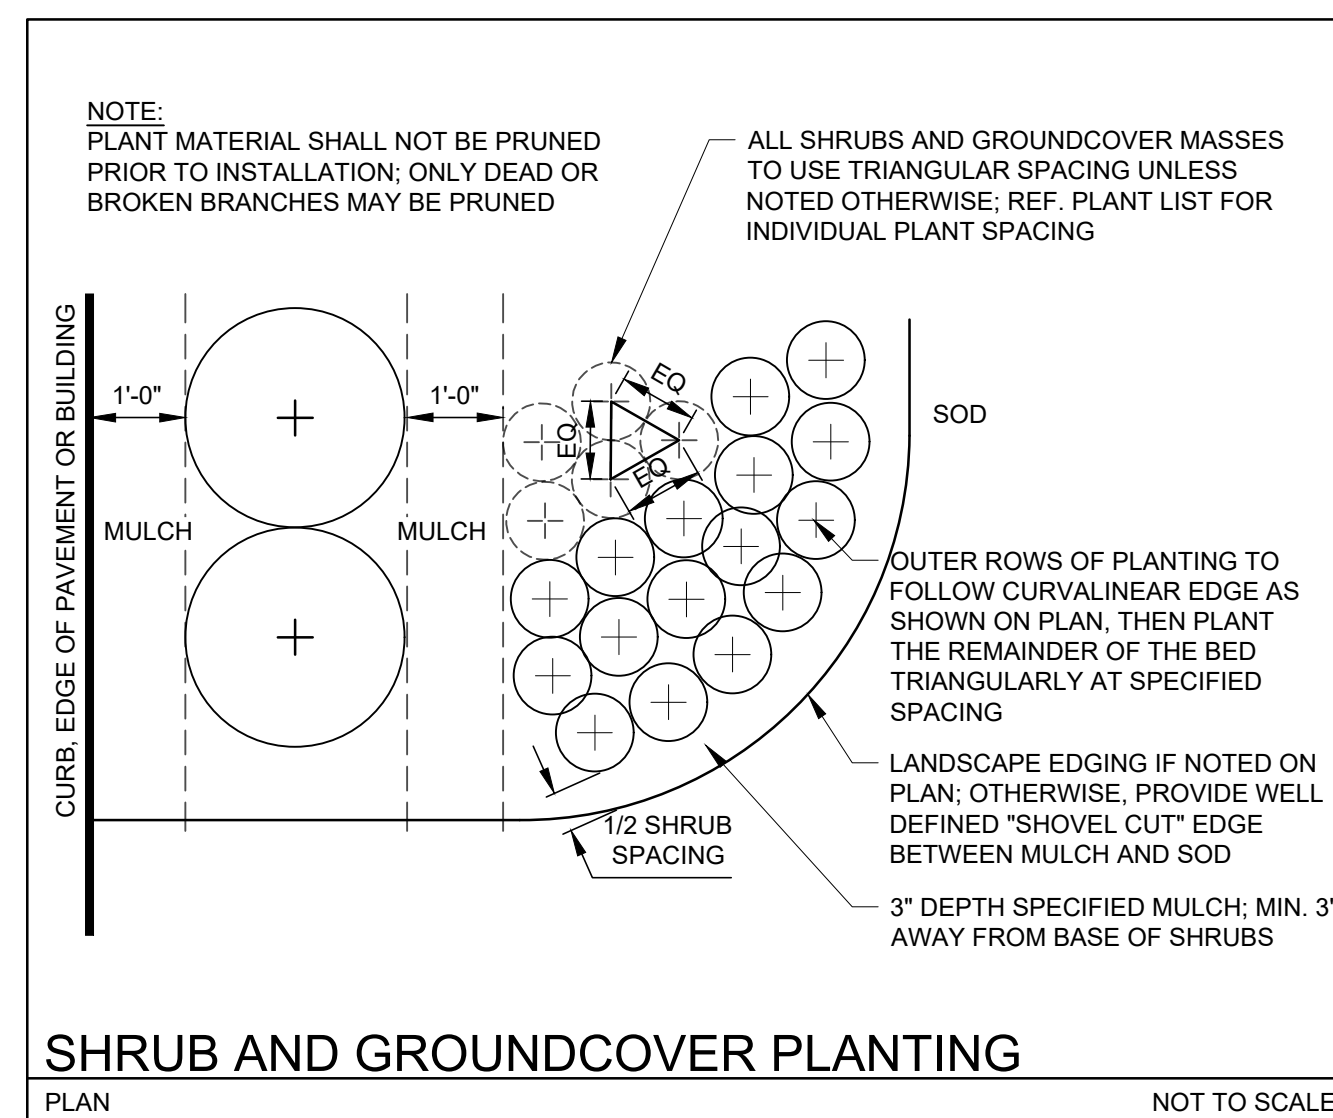 NOTE:
PLANT MATERIAL SHALL NOT BE PRUNED
PRIOR TO INSTALLATION; ONLY DEAD OR
BROKEN BRANCHES MAY BE PRUNED
ALL SHRUBS AND GROUNDCOVER MASSES
TO USE TRIANGULAR SPACING UNLESS
NOTED OTHERWISE; REF. PLANT LIST FOR
INDIVIDUAL PLANT SPACING
CURB, EDGE OF PAVEMENT OR BUILDING
1'-0"
1'-0"
EQ
EQ
EQ
SOD
MULCH
MULCH
OUTER ROWS OF PLANTING TO
FOLLOW CURVALINEAR EDGE AS
SHOWN ON PLAN, THEN PLANT
THE REMAINDER OF THE BED
TRIANGULARLY AT SPECIFIED
SPACING
LANDSCAPE EDGING IF NOTED ON
PLAN; OTHERWISE, PROVIDE WELL
DEFINED "SHOVEL CUT" EDGE
BETWEEN MULCH AND SOD
1/2 SHRUB
SPACING
3" DEPTH SPECIFIED MULCH; MIN. 3"
AWAY FROM BASE OF SHRUBS
SHRUB AND GROUNDCOVER PLANTING
PLAN
NOT TO SCALE